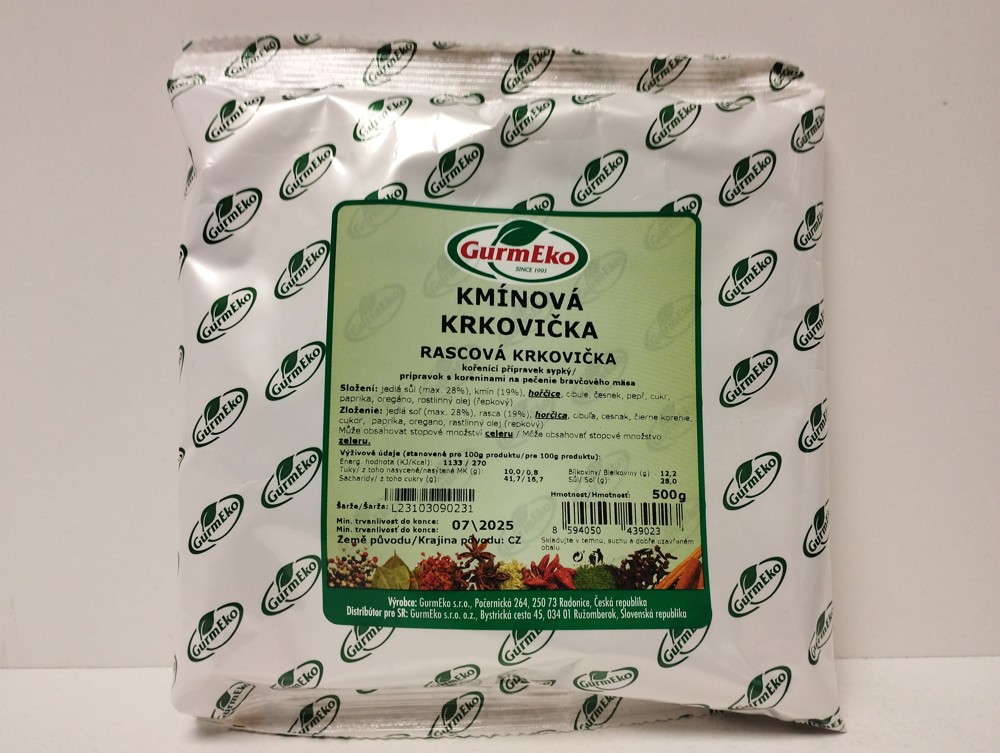 GurmEko
SINCE 1991
KMÍNOVÁ
KRKOVIČKA
RASCOVÁ KRKOVIČKA
kořenící přípravek sypký/
prípravok s koreninami na pečenie bravčového mäsa
Složení: jedlá sůl (max. 28%), kmín (19%), hořčice, cibule, česnek, pepř, cukr,
paprika, oregáno, rostlinný olej (řepkový)
Zloženie: jedlá soľ (max. 28%), rasca (19%), horčica, cibuľa, cesnak, čierne korenie,
cukor, paprika, oregano, rastlinný olej (repkový)
Může obsahovat stopové množství celeru / Môže obsahovať stopové množstvo
zeleru.
Výživové údaje (stanovené pro 100g produktu/pre 100g produktu):
Energ. hodnota (KJ/Kcal): 1133 / 270
Tuky/ z toho nasycené/nasýtené MK (g): 10,0/0,8 Bílkoviny/ Bielkoviny (g): 12,2
Sacharidy/ z toho cukry (g): 41,7/16,7 Sůl/ Soľ (g): 28,0
Hmotnost/Hmotnosť: 500g
Šarže/Šarža: L23103090231
8 594050 439023
Min. trvanlivost do konce: 07\2025
Min. trvanlivosť do konca:
Země původu/Krajina pôvodu: CZ
Skladujte v temnu, suchu a dobře uzavřeném
obalu.
Výrobce: GurmEko s.r.o., Počernická 264, 250 73 Radonice, Česká republika
Distribútor pre SR: GurmEko s.r.o. o.z., Bystrická cesta 45, 034 01 Ružomberok, Slovenská republika